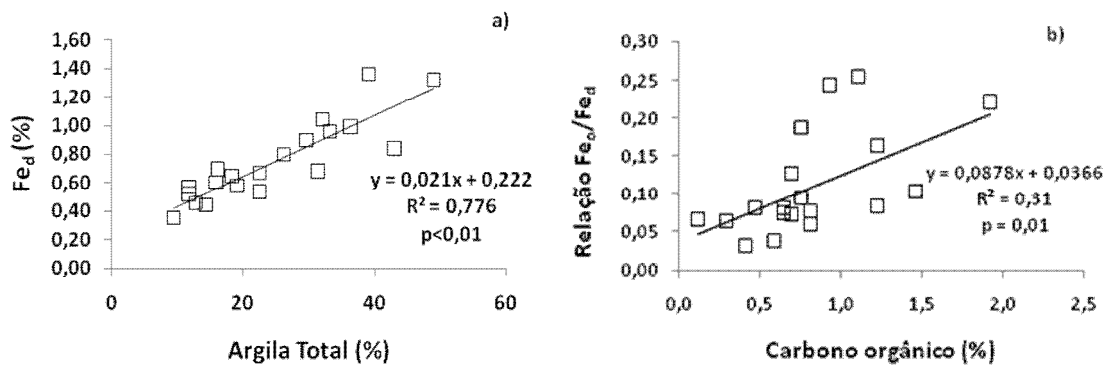 a)
Fe_d (%)
1,60
1,40
1,20
1,00
0,80
0,60
0,40
0,20
0,00
y = 0,021x + 0,222
R² = 0,776
p<0,01
0 20 40 60
Argila Total (%)
b)
Relação Fe_o/Fe_d
0,30
0,25
0,20
0,15
0,10
0,05
0,00
y = 0,0878x + 0,0366
R² = 0,31
p = 0,01
0,0 0,5 1,0 1,5 2,0 2,5
Carbono orgânico (%)